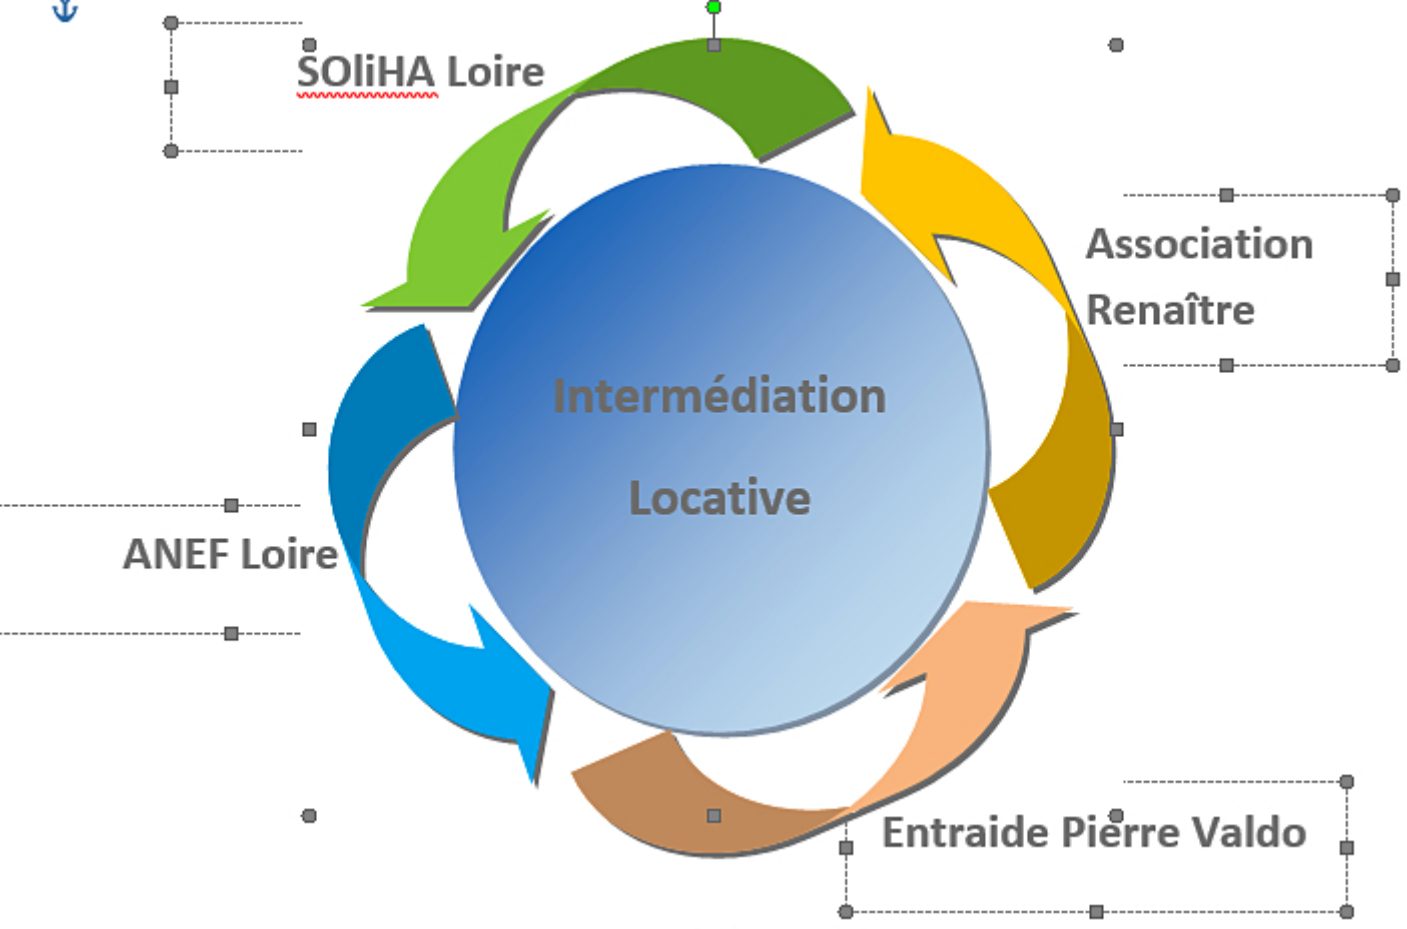 SOliHA Loire
Association
Renaître
Intermédiation
Locative
ANEF Loire
Entraide Pierre Valdo